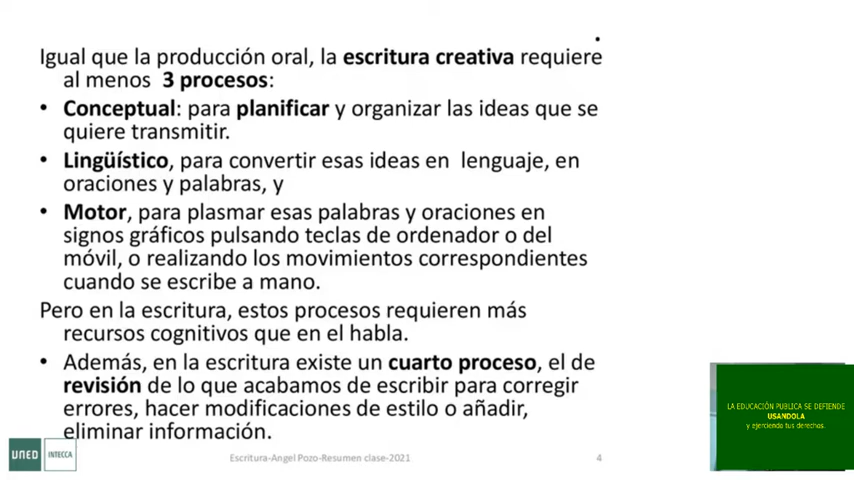 Igual que la producción oral, la escritura creativa requiere
al menos 3 procesos:
• Conceptual: para planificar y organizar las ideas que se
quiere transmitir.
• Lingüístico, para convertir esas ideas en lenguaje, en
oraciones y palabras, y
• Motor, para plasmar esas palabras y oraciones en
signos gráficos pulsando teclas de ordenador o del
móvil, o realizando los movimientos correspondientes
cuando se escribe a mano.
Pero en la escritura, estos procesos requieren más
recursos cognitivos que en el habla.
• Además, en la escritura existe un cuarto proceso, el de
revisión de lo que acabamos de escribir para corregir
errores, hacer modificaciones de estilo o añadir,
eliminar información.
LA EDUCACIÓN PUBLICA SE DEFIENDE
USANDOLA
y ejerciendo tus derechos.
UNED INTECCA
Escritura-Angel Pozo-Resumen clase-2021
4